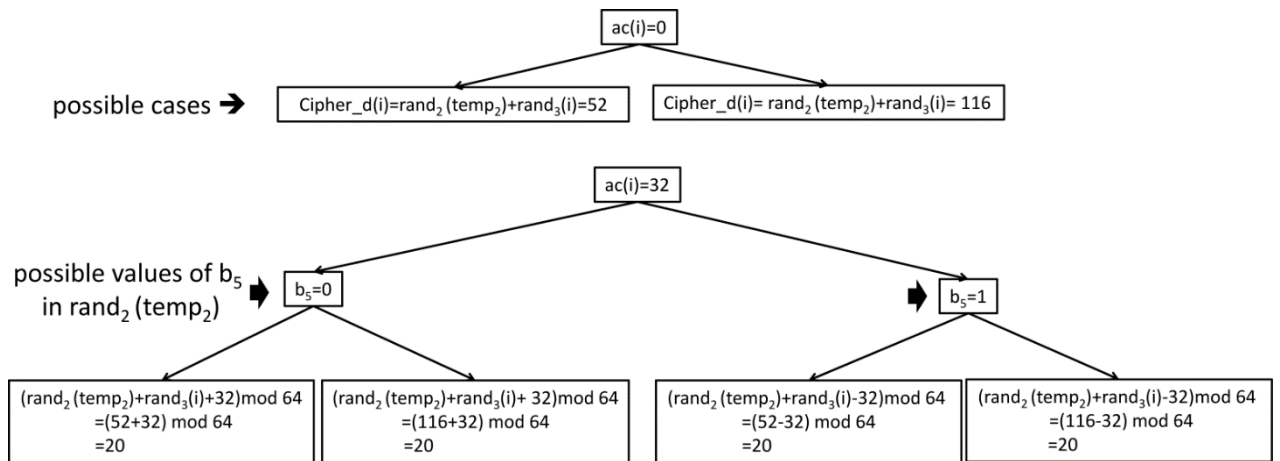 ac(i)=0
possible cases ➔
Cipher_d(i)=rand₂ (temp₂)+rand₃(i)=52
Cipher_d(i)= rand₂ (temp₂)+rand₃(i)= 116
ac(i)=32
possible values of b₅
in rand₂ (temp₂)
b₅=0
b₅=1
(rand₂ (temp₂)+rand₃(i)+32)mod 64
=(52+32) mod 64
=20
(rand₂ (temp₂)+rand₃(i)+ 32)mod 64
=(116+32) mod 64
=20
(rand₂ (temp₂)+rand₃(i)-32)mod 64
=(52-32) mod 64
=20
(rand₂ (temp₂)+rand₃(i)-32)mod 64
=(116-32) mod 64
=20